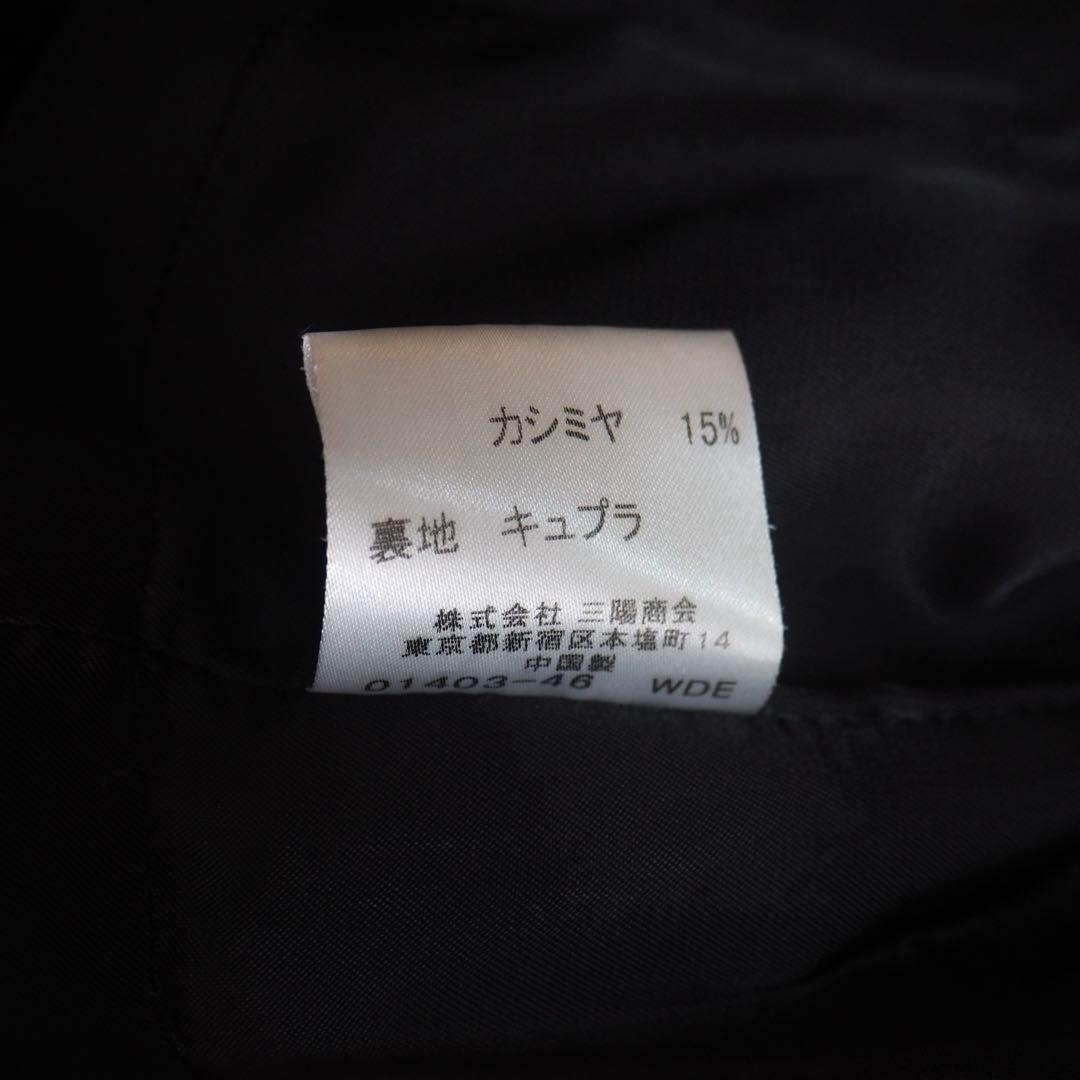 カシミヤ 15%
裏地 キュプラ
株式会社 三陽商会
東京都新宿区本塩町14
中国製
01403-46 WDE